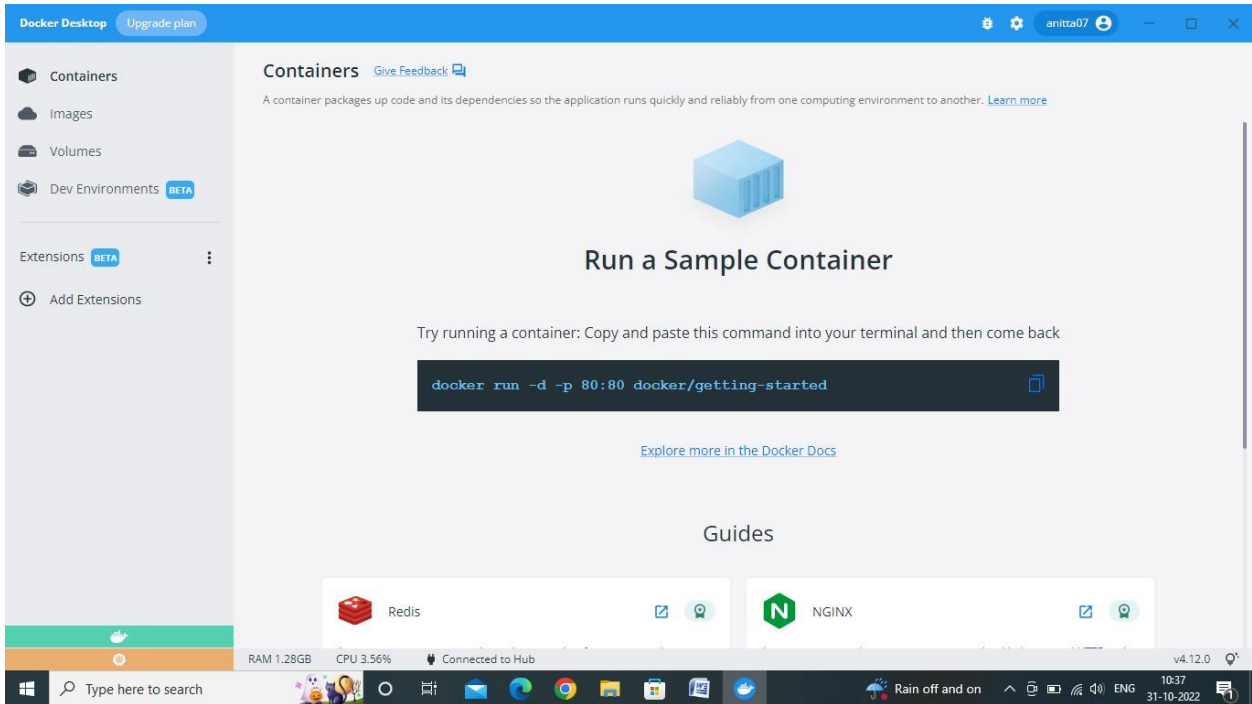 Docker Desktop Upgrade plan anitta07
Containers
Images
Volumes
Dev Environments BETA
Extensions BETA
Add Extensions
Containers Give Feedback
A container packages up code and its dependencies so the application runs quickly and reliably from one computing environment to another. Learn more
Run a Sample Container
Try running a container: Copy and paste this command into your terminal and then come back
docker run -d -p 80:80 docker/getting-started
Explore more in the Docker Docs
Guides
Redis
NGINX
RAM 1.28GB CPU 3.56% Connected to Hub v4.12.0
Type here to search
Rain off and on ENG
10:37
31-10-2022